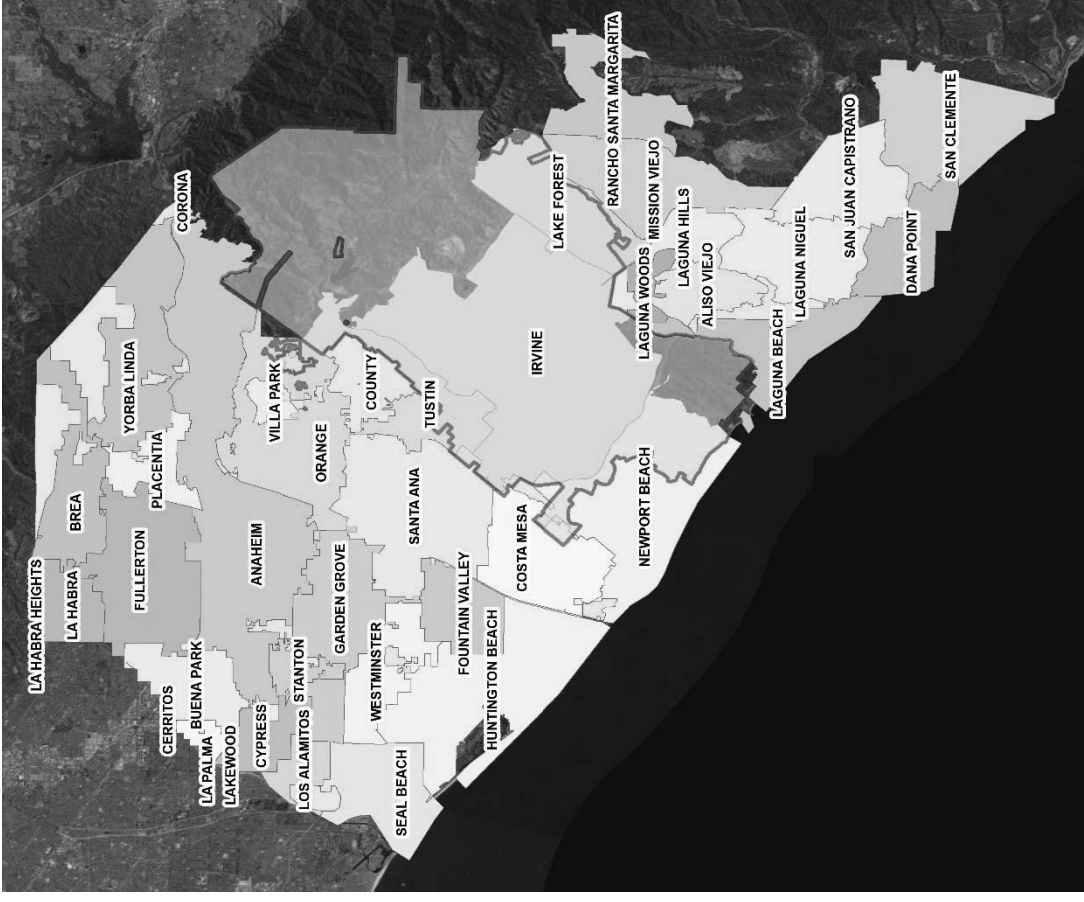 LA HABRA HEIGHTS
LA HABRA
BREA
FULLERTON
YORBA LINDA
PLACENTIA
CORONA
CERRITOS
BUENA PARK
LA PALMA
LAKEWOOD
CYPRESS
ANAHEIM
STANTON
LOS ALAMITOS
GARDEN GROVE
ORANGE
VILLA PARK
COUNTY
TUSTIN
SANTA ANA
WESTMINSTER
SEAL BEACH
FOUNTAIN VALLEY
HUNTINGTON BEACH
COSTA MESA
NEWPORT BEACH
IRVINE
LAKE FOREST
RANCHO SANTA MARGARITA
MISSION VIEJO
LAGUNA HILLS
LAGUNA WOODS
ALISO VIEJO
LAGUNA BEACH
LAGUNA NIGUEL
SAN JUAN CAPISTRANO
DANA POINT
SAN CLEMENTE